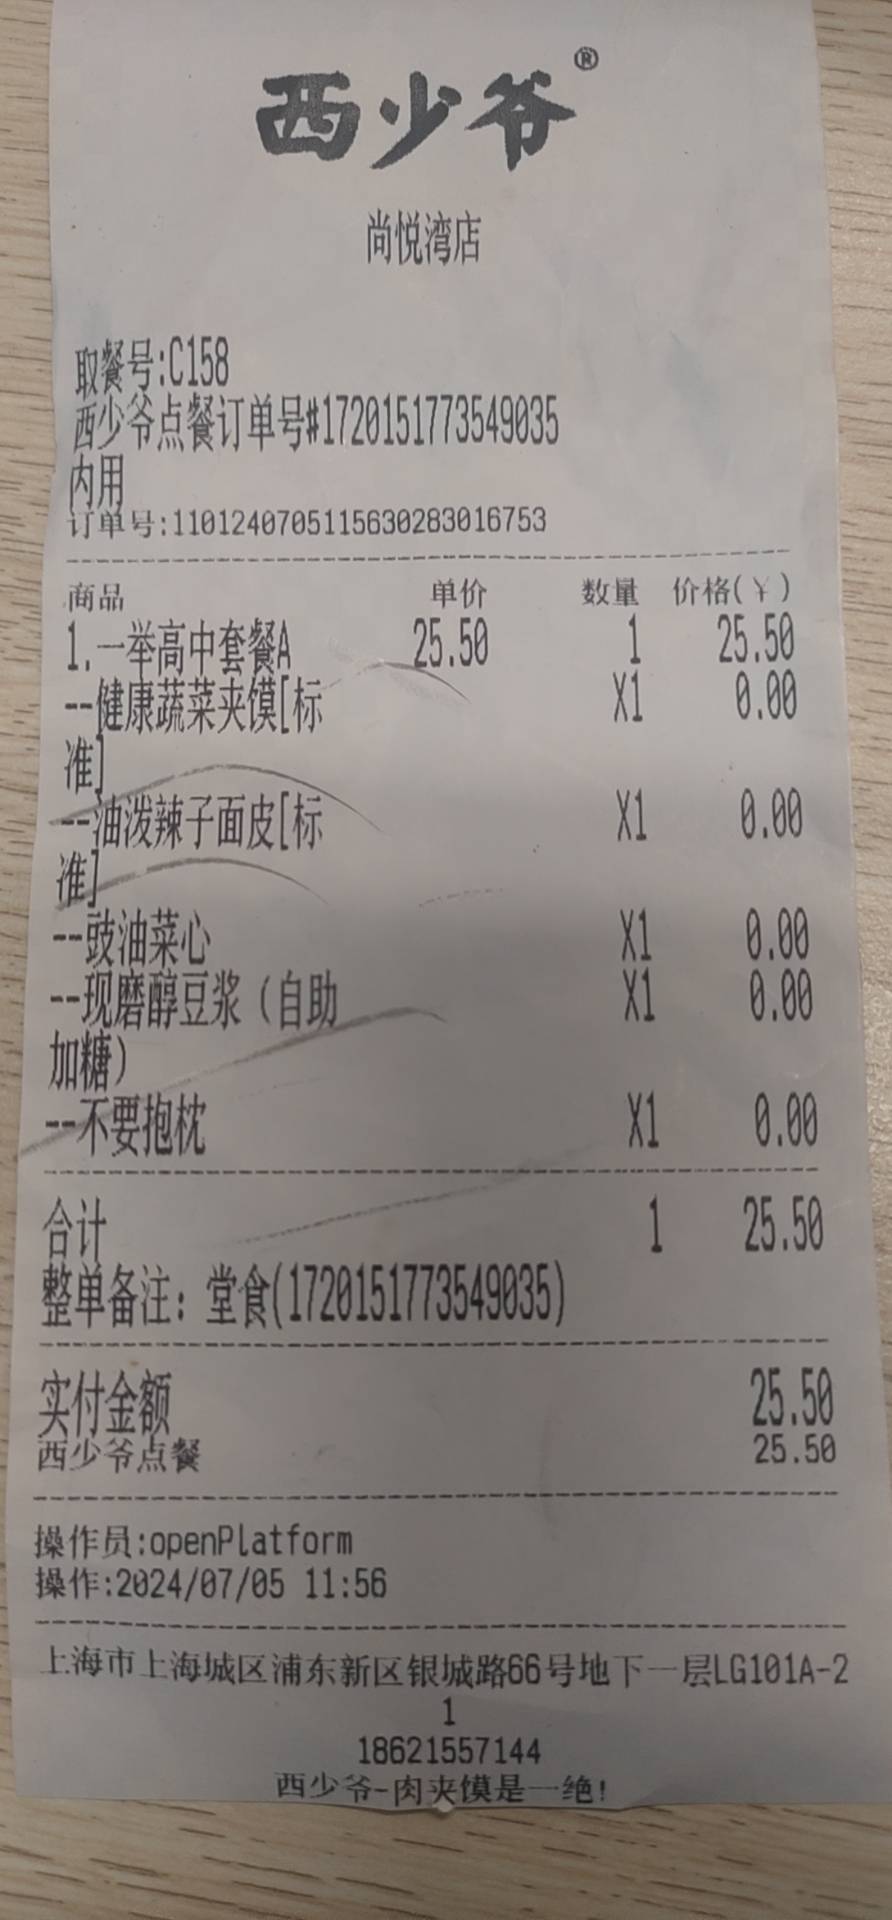 西少爷®
尚悦湾店
取餐号:C158
西少爷点餐订单号#1720151773549035
内用
订单号:1101240705115630283016753
商品 单价 数量 价格(￥)
1.一举高中套餐A 25.50 1 25.50
--健康蔬菜夹馍[标 X1 0.00
准]
--油泼辣子面皮[标 X1 0.00
准]
--豉油菜心 X1 0.00
--现磨醇豆浆（自助 X1 0.00
加糖）
--不要抱枕 X1 0.00
合计 1 25.50
整单备注：堂食(1720151773549035)
实付金额 25.50
西少爷点餐 25.50
操作员:openPlatform
操作:2024/07/05 11:56
上海市上海城区浦东新区银城路66号地下一层LG101A-2
1
18621557144
西少爷-肉夹馍是一绝!